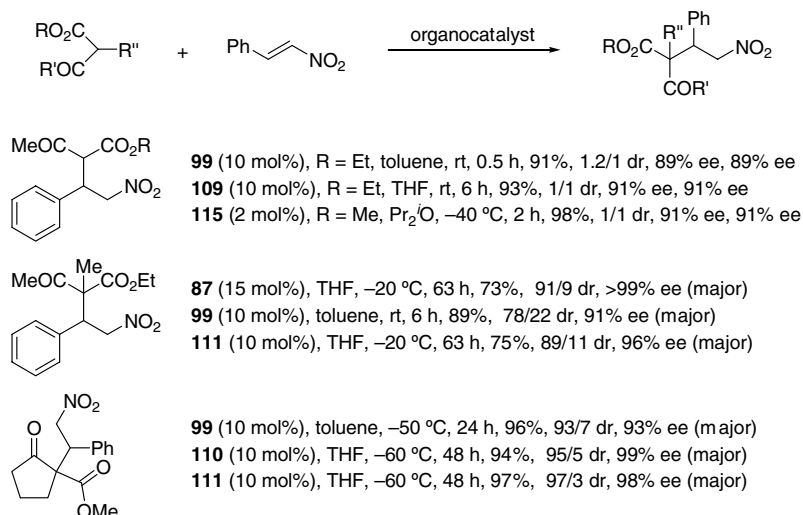 RO₂C R'' R'OC + Ph NO₂ organocatalyst RO₂C R'' Ph NO₂ COR'
MeOC CO₂R NO₂
99 (10 mol%), R = Et, toluene, rt, 0.5 h, 91%, 1.2/1 dr, 89% ee, 89% ee
109 (10 mol%), R = Et, THF, rt, 6 h, 93%, 1/1 dr, 91% ee, 91% ee
115 (2 mol%), R = Me, Pr₂ⁱO, –40 ºC, 2 h, 98%, 1/1 dr, 91% ee, 91% ee
MeOC Me CO₂Et NO₂
87 (15 mol%), THF, –20 ºC, 63 h, 73%, 91/9 dr, >99% ee (major)
99 (10 mol%), toluene, rt, 6 h, 89%, 78/22 dr, 91% ee (major)
111 (10 mol%), THF, –20 ºC, 63 h, 75%, 89/11 dr, 96% ee (major)
NO₂ O Ph O OMe
99 (10 mol%), toluene, –50 ºC, 24 h, 96%, 93/7 dr, 93% ee (major)
110 (10 mol%), THF, –60 ºC, 48 h, 94%, 95/5 dr, 99% ee (major)
111 (10 mol%), THF, –60 ºC, 48 h, 97%, 97/3 dr, 98% ee (major)